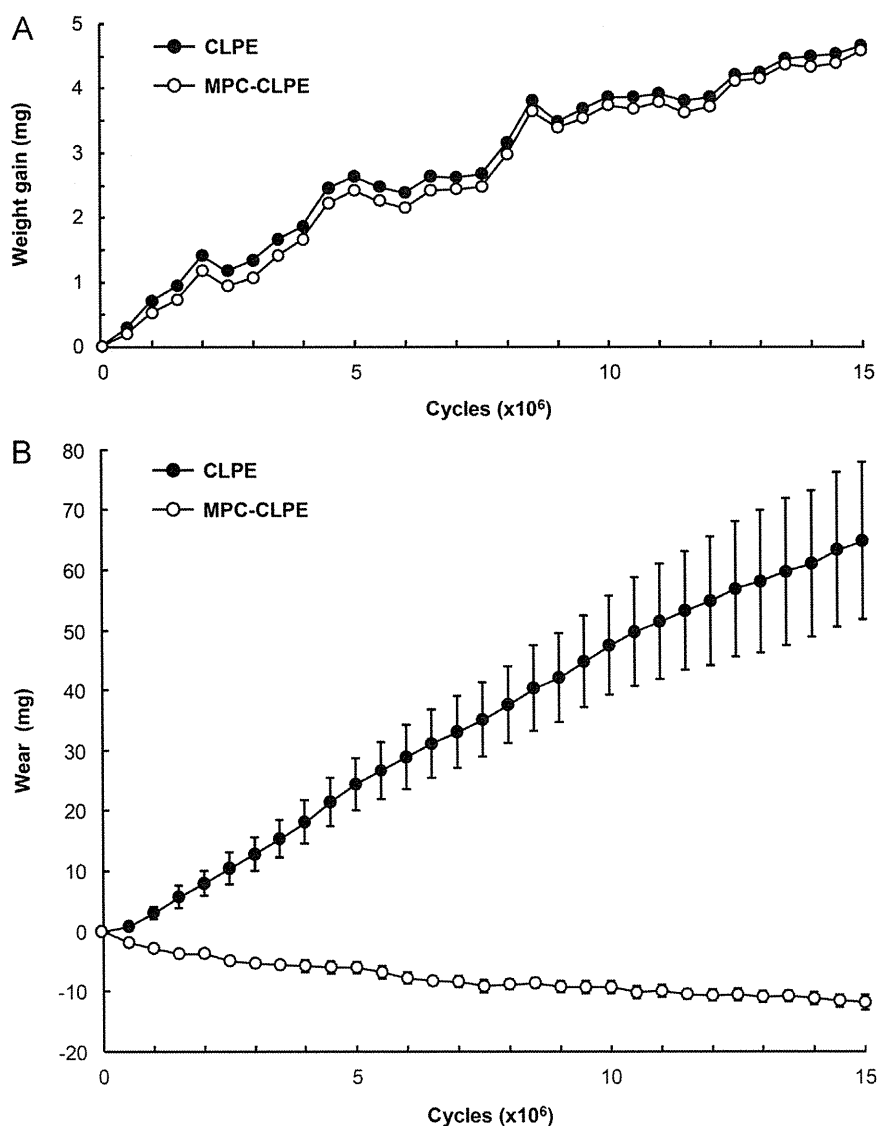 A
CLPE
MPC-CLPE
Weight gain (mg)
5
4
3
2
1
0
0 5 10 15
Cycles (x10⁶)
B
CLPE
MPC-CLPE
Wear (mg)
80
70
60
50
40
30
20
10
0
-10
-20
0 5 10 15
Cycles (x10⁶)